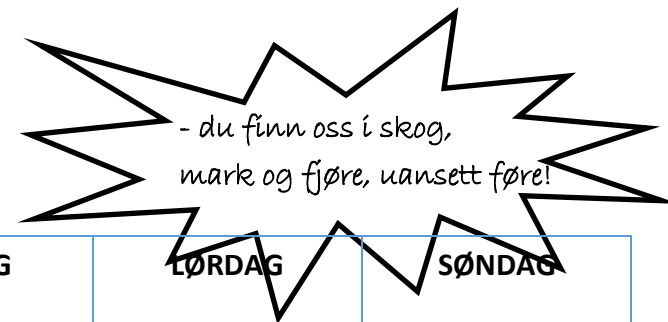 - du finn oss i skog,
mark og fjøre, uansett føre!
G LØRDAG SØNDAG